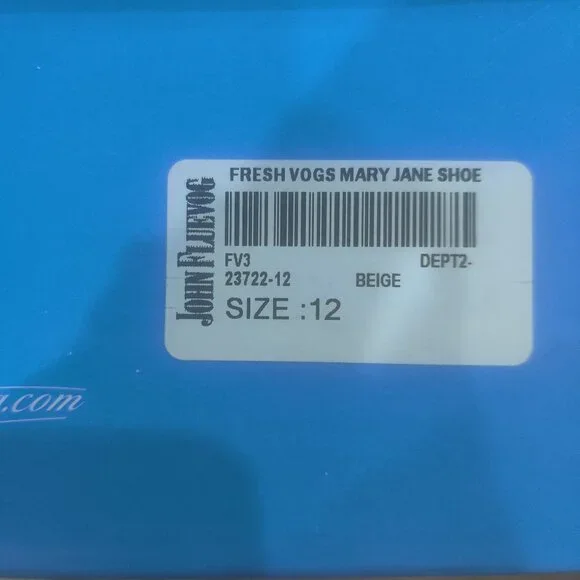 FRESH VOGS MARY JANE SHOE
JOHN FLUEVOG
FV3 DEPT2-
23722-12 BEIGE
SIZE :12
.com